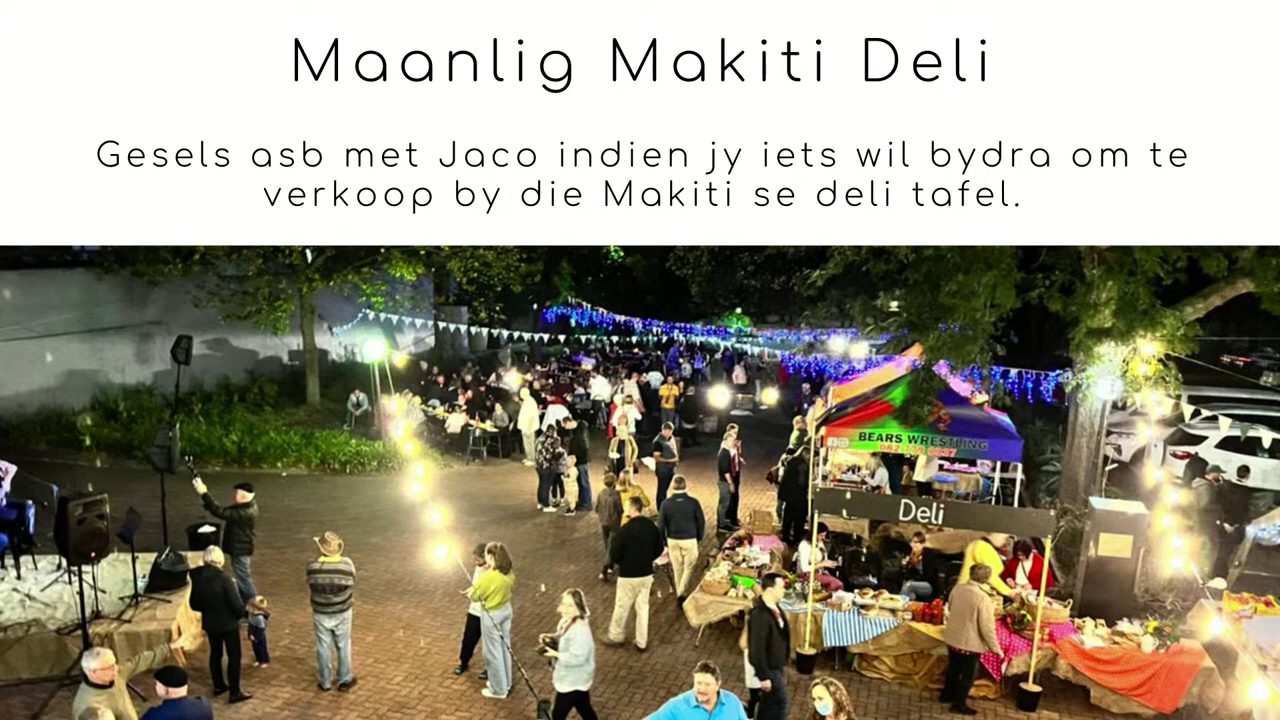 Maanlig Makiti Deli
Gesels asb met Jaco indien jy iets wil bydra om te
verkoop by die Makiti se deli tafel.
BEARS WRESTLING
Deli